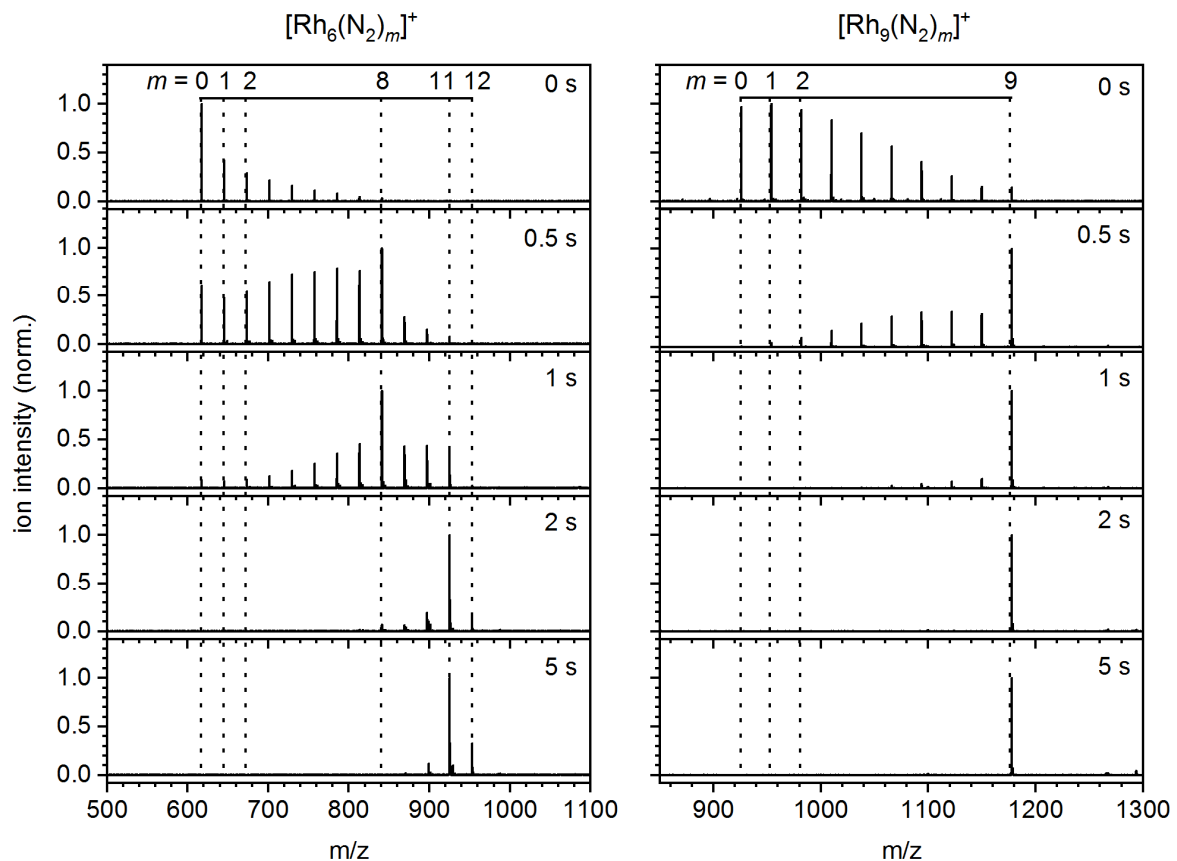 [Rh₆(N₂)ₘ]⁺
[Rh₉(N₂)ₘ]⁺
m = 0 1 2 8 11 12 0 s
m = 0 1 2 9 0 s
1.0
0.5
0.0
0.5 s
0.5 s
1.0
0.5
0.0
1 s
1 s
1.0
0.5
0.0
2 s
2 s
1.0
0.5
0.0
5 s
5 s
1.0
0.5
0.0
ion intensity (norm.)
500 600 700 800 900 1000 1100
900 1000 1100 1200 1300
m/z
m/z